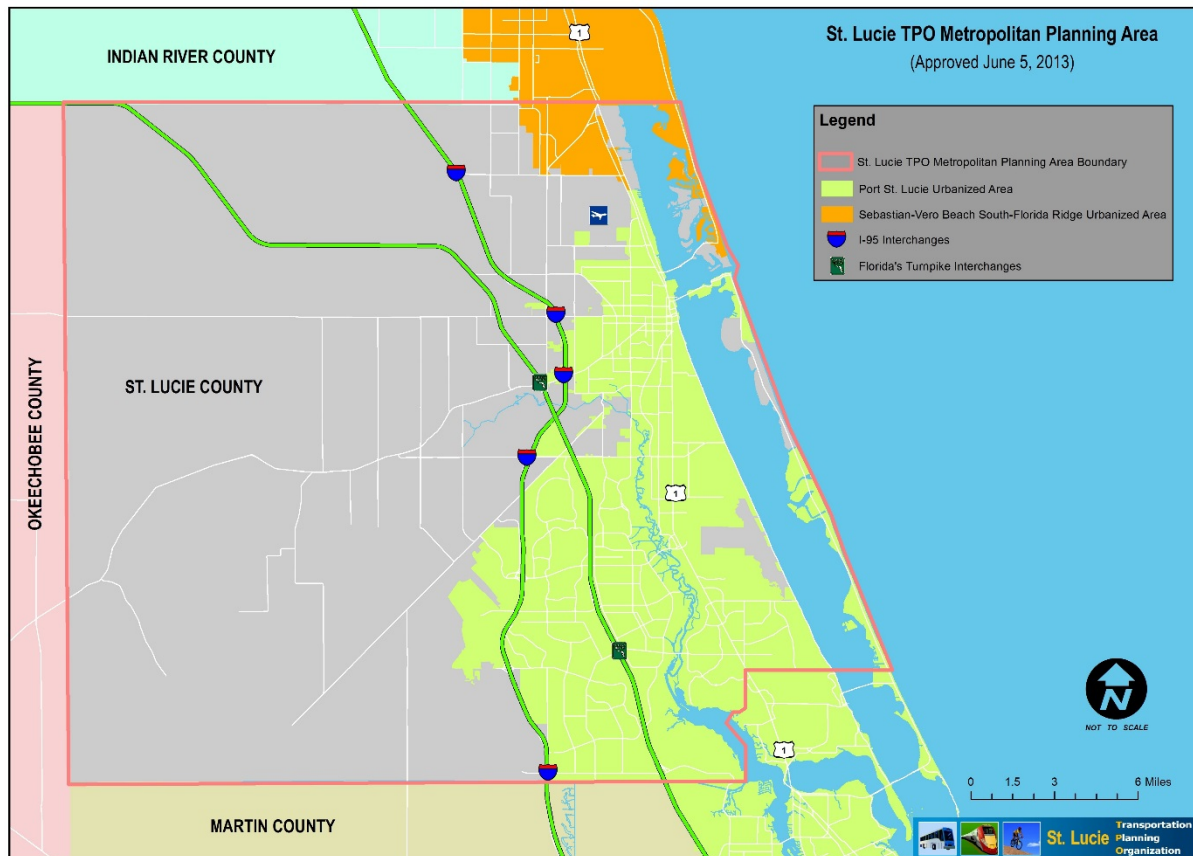 St. Lucie TPO Metropolitan Planning Area
(Approved June 5, 2013)
Legend
St. Lucie TPO Metropolitan Planning Area Boundary
Port St. Lucie Urbanized Area
Sebastian-Vero Beach South-Florida Ridge Urbanized Area
I-95 Interchanges
Florida's Turnpike Interchanges
INDIAN RIVER COUNTY
1
OKEECHOBEE COUNTY
ST. LUCIE COUNTY
1
1
MARTIN COUNTY
N
NOT TO SCALE
0 1.5 3 6 Miles
St. Lucie Transportation
Planning
Organization